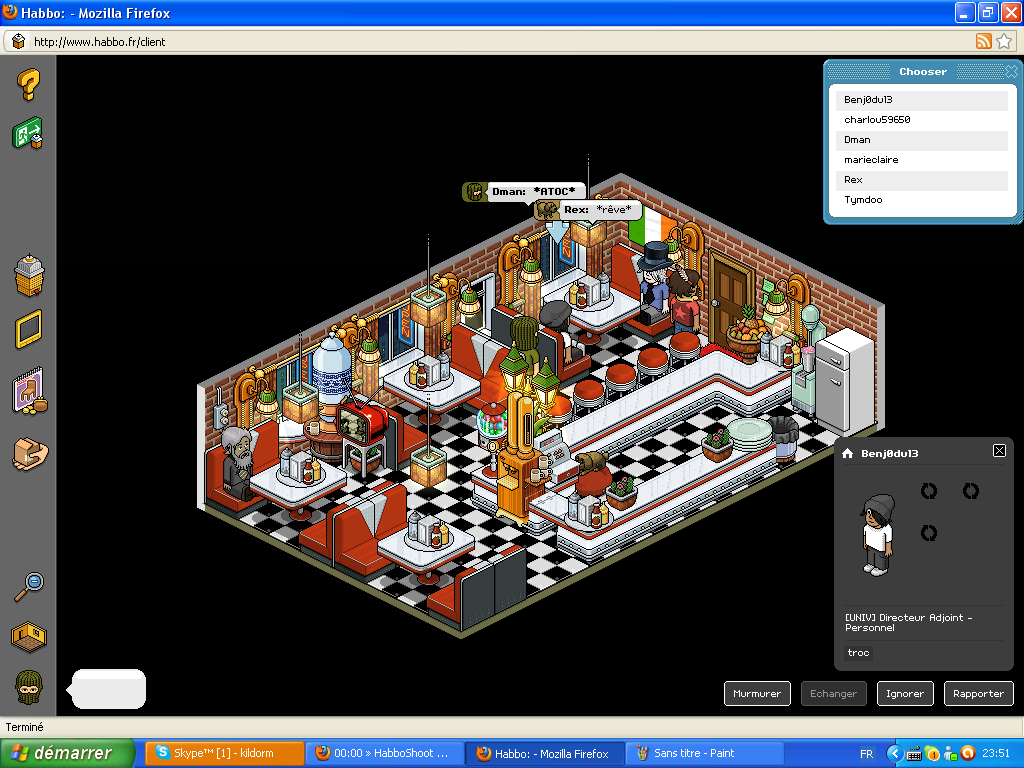 Habbo: - Mozilla Firefox
http://www.habbo.fr/client
Chooser
Benj0du13
charlou59650
Dman
marieclaire
Rex
Tymdoo
Dman: *ATOC*
Rex: *rêve*
Benj0du13
[UNIV] Directeur Adjoint -
Personnel
troc
Murmurer Echanger Ignorer Rapporter
Terminé
démarrer Skype™ [1] - kildorm 00:00 » HabboShoot ... Habbo: - Mozilla Firefox Sans titre - Paint FR 23:51